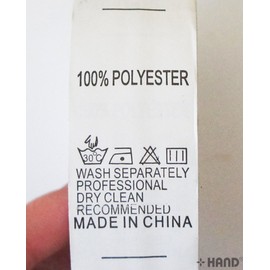 100% POLYESTER
30°C
WASH SEPARATELY
PROFESSIONAL
DRY CLEAN
RECOMMENDED
MADE IN CHINA
+HAND